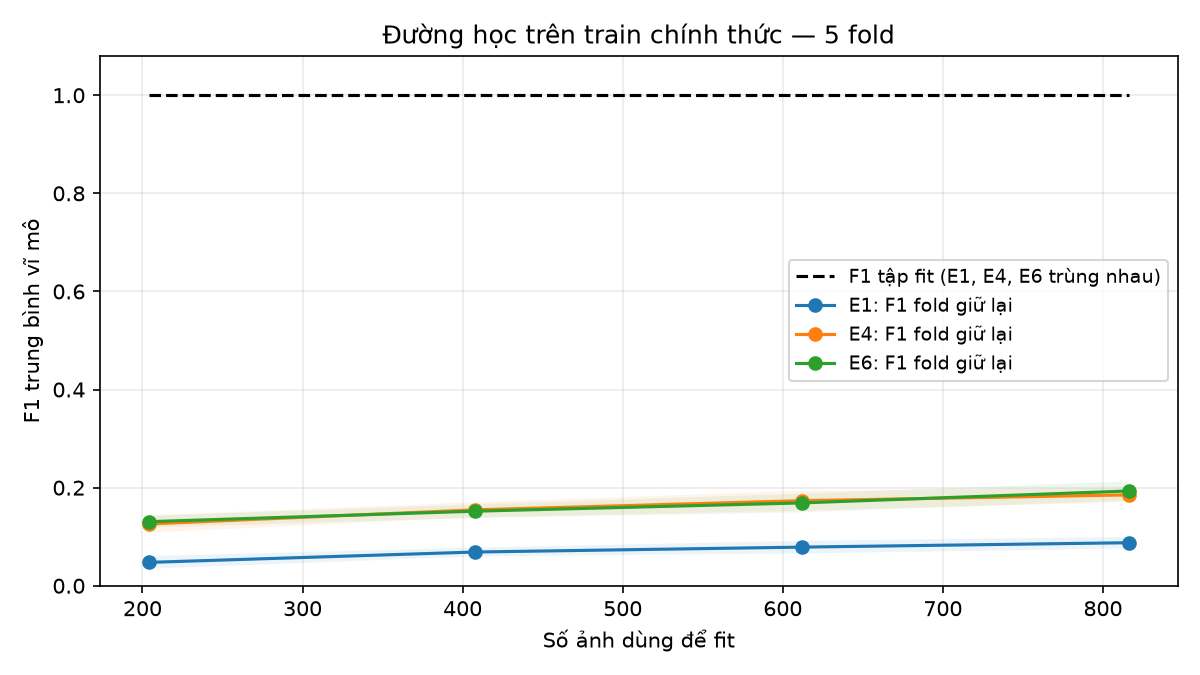 Đường học trên train chính thức — 5 fold
F1 trung bình vĩ mô
1.0
0.8
0.6
0.4
0.2
0.0
F1 tập fit (E1, E4, E6 trùng nhau)
E1: F1 fold giữ lại
E4: F1 fold giữ lại
E6: F1 fold giữ lại
200 300 400 500 600 700 800
Số ảnh dùng để fit